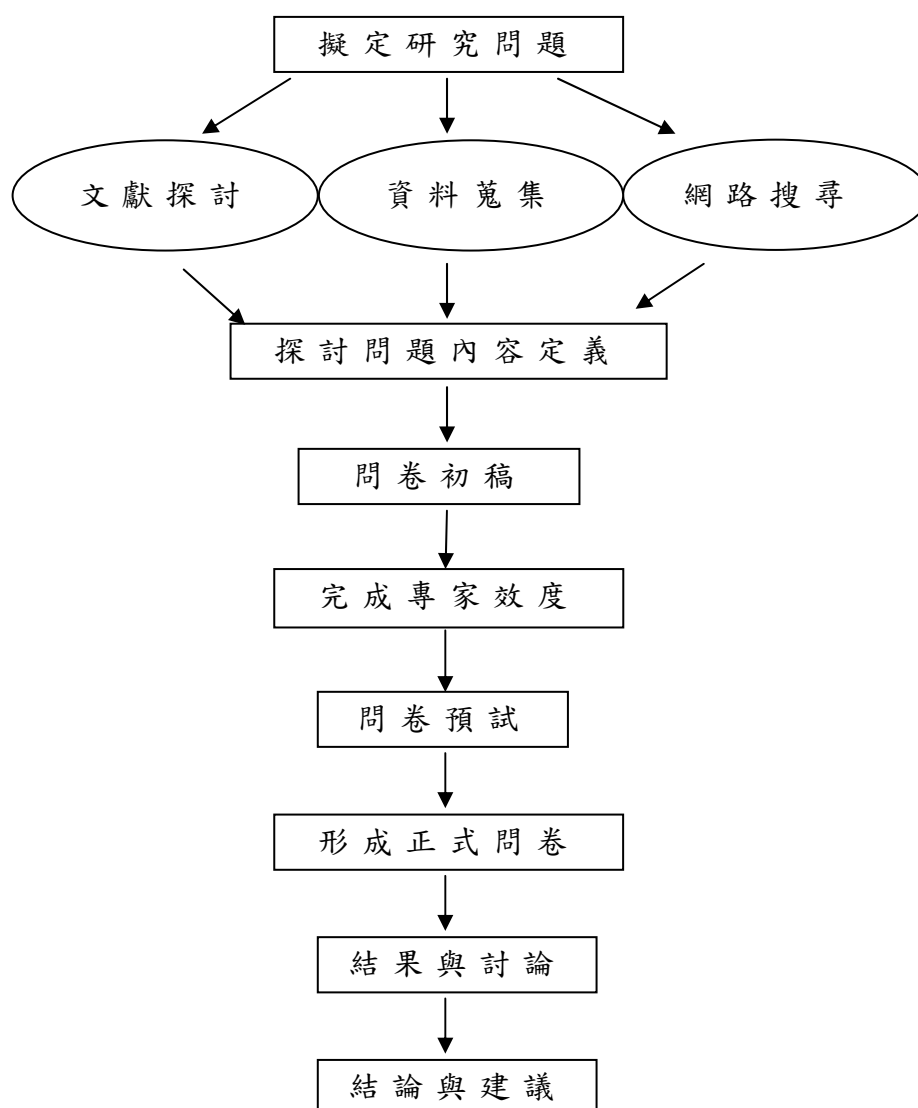 擬定研究問題
文獻探討 資料蒐集 網路搜尋
探討問題內容定義
問卷初稿
完成專家效度
問卷預試
形成正式問卷
結果與討論
結論與建議